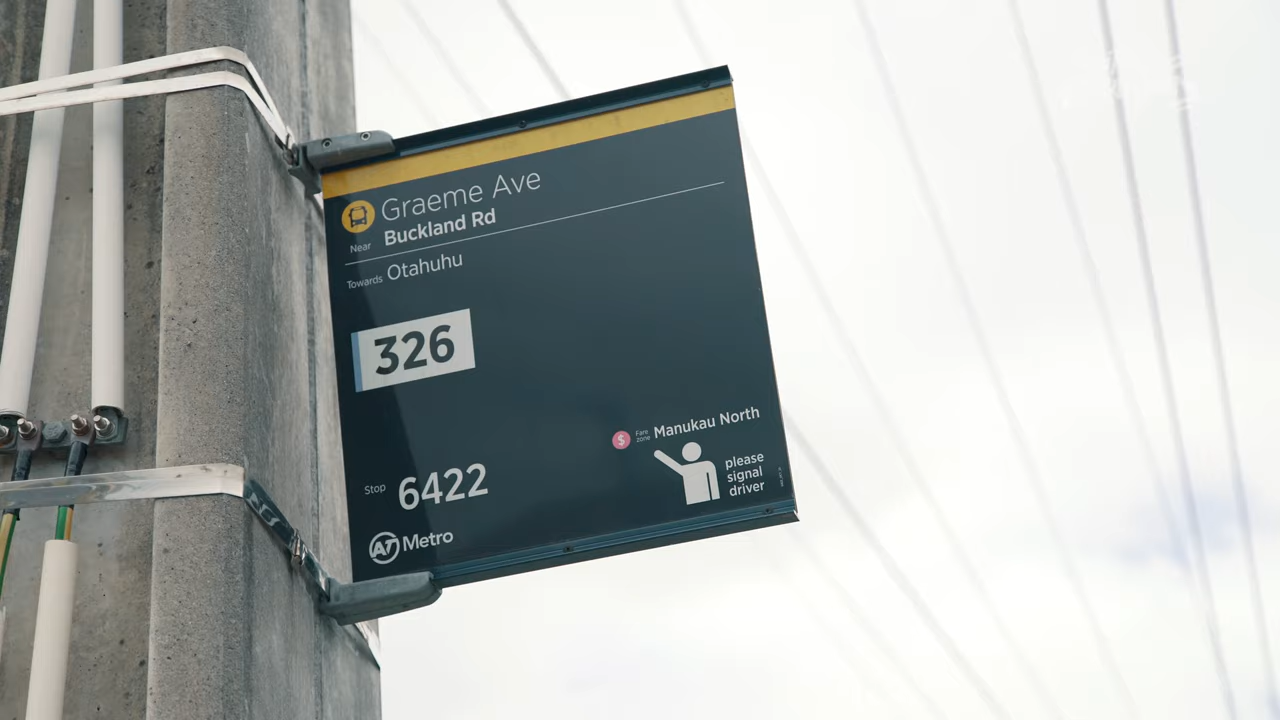 Graeme Ave
Near Buckland Rd
Towards Otahuhu
326
$ Fare zone Manukau North
please
signal
driver
Stop 6422
AT Metro